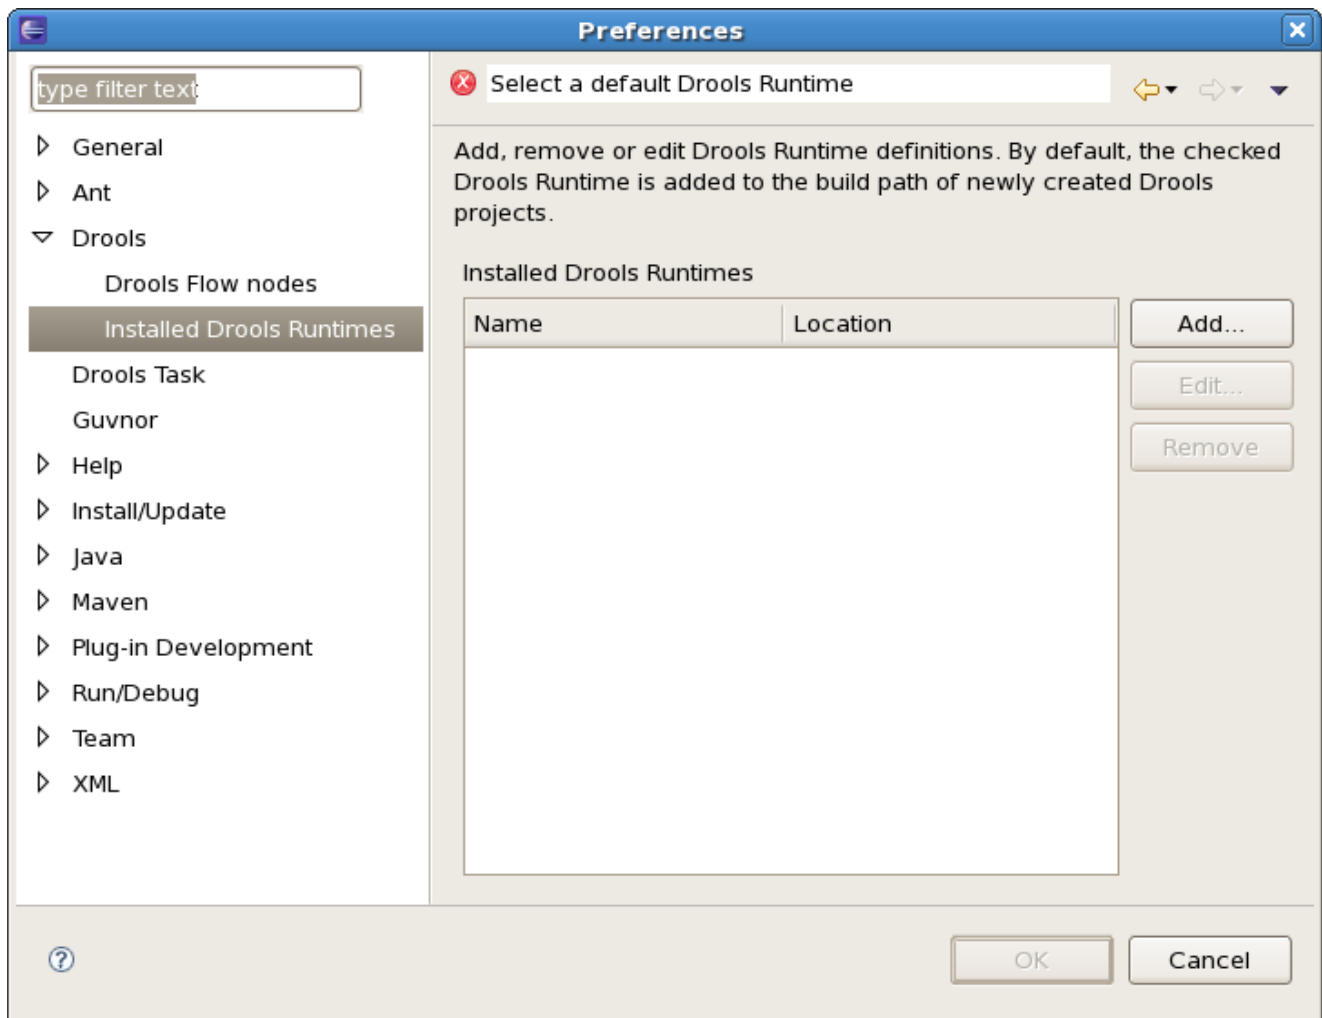 Preferences
type filter text
General
Ant
Drools
Drools Flow nodes
Installed Drools Runtimes
Drools Task
Guvnor
Help
Install/Update
Java
Maven
Plug-in Development
Run/Debug
Team
XML
Select a default Drools Runtime
Add, remove or edit Drools Runtime definitions. By default, the checked
Drools Runtime is added to the build path of newly created Drools
projects.
Installed Drools Runtimes
Name Location
Add...
Edit...
Remove
?
OK Cancel